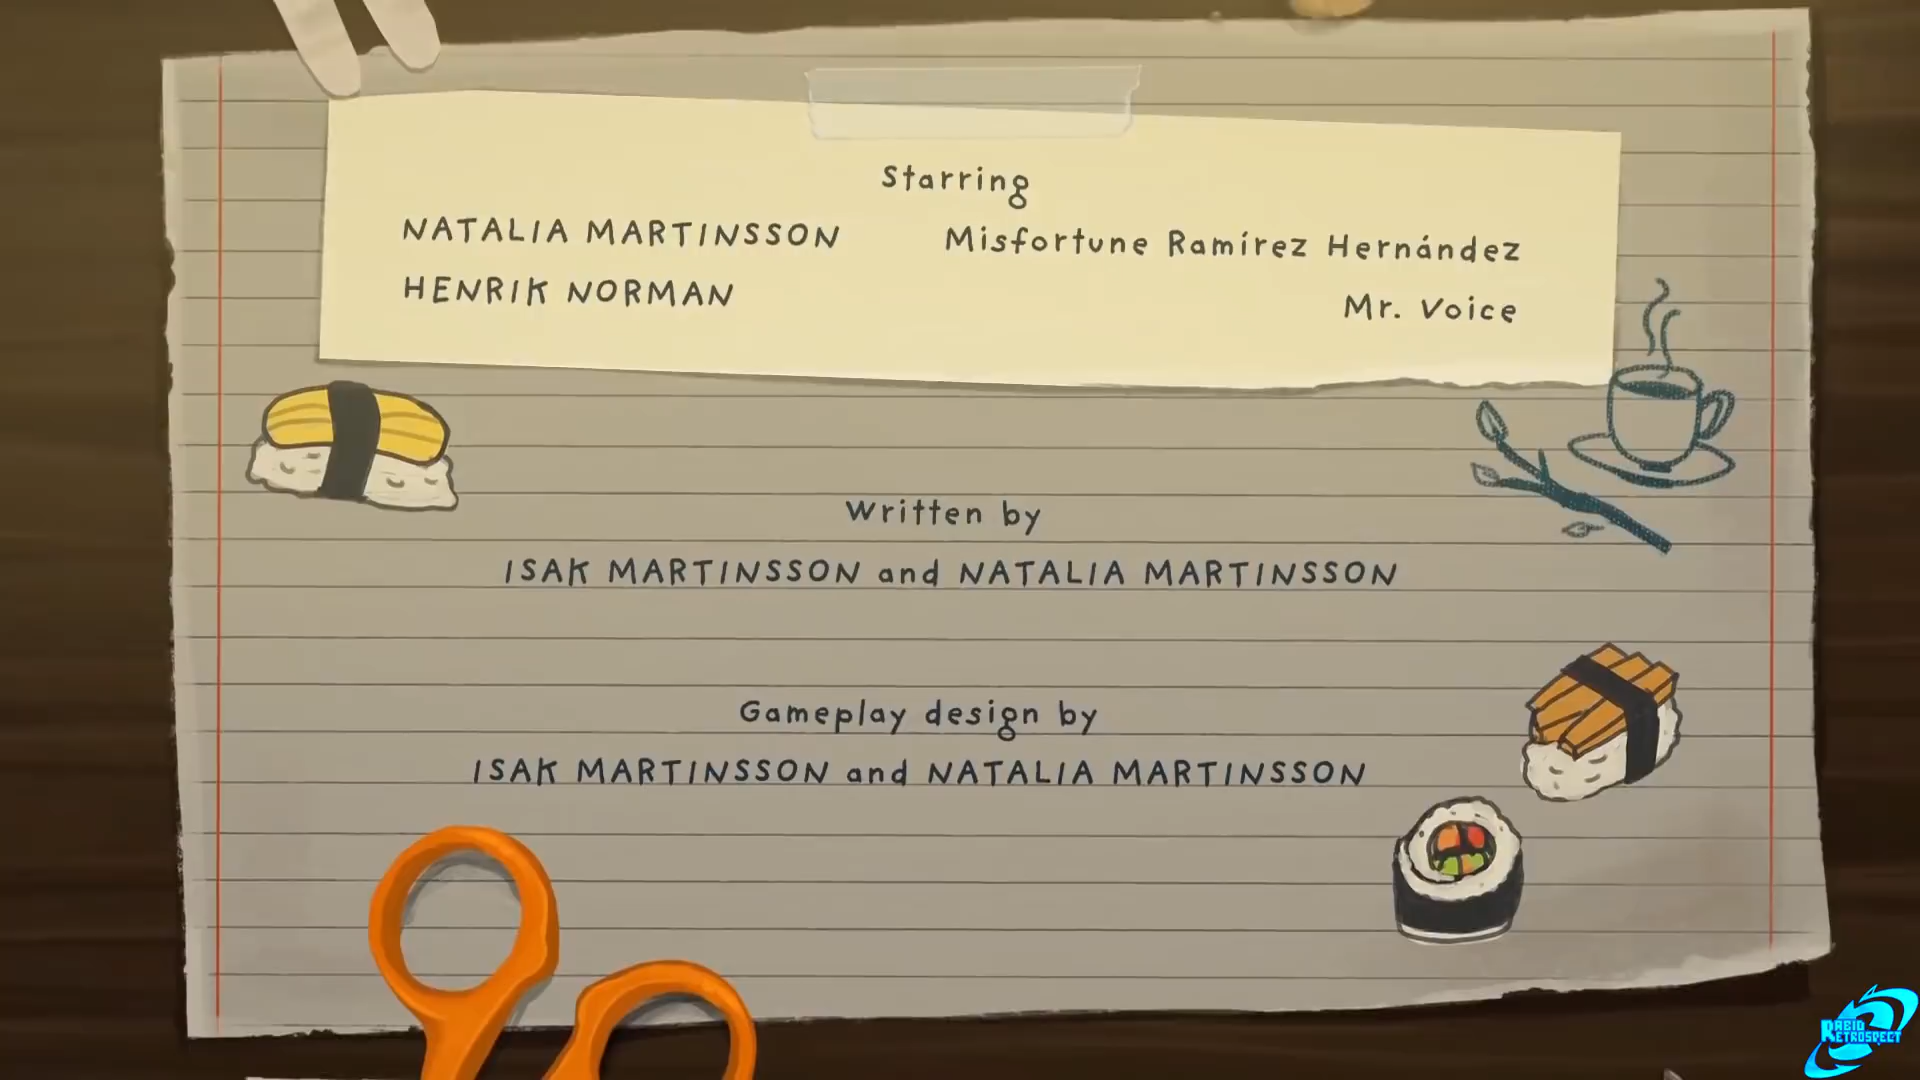 Starring
NATALIA MARTINSSON Misfortune Ramírez Hernández
HENRIK NORMAN Mr. Voice
Written by
ISAK MARTINSSON and NATALIA MARTINSSON
Gameplay design by
ISAK MARTINSSON and NATALIA MARTINSSON
RABID
RETROSPECT